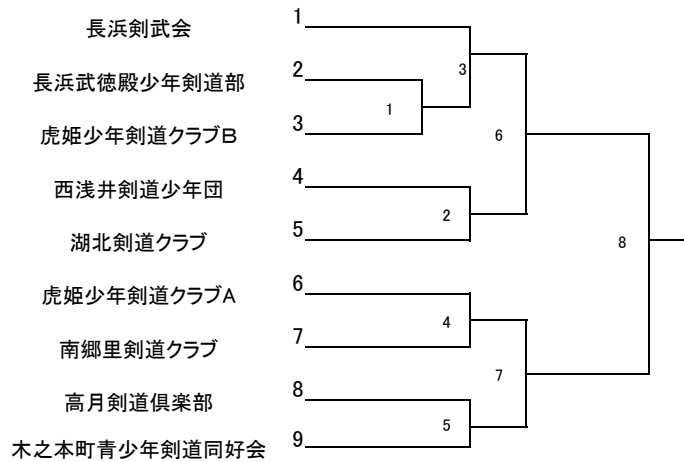 長浜剣武会 1
長浜武徳殿少年剣道部 2
虎姫少年剣道クラブB 3
西浅井剣道少年団 4
湖北剣道クラブ 5
虎姫少年剣道クラブA 6
南郷里剣道クラブ 7
高月剣道倶楽部 8
木之本町青少年剣道同好会 9
1
3
2
6
4
5
7
8